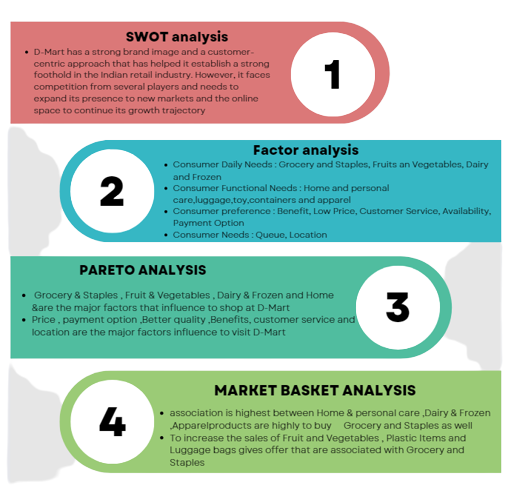 SWOT analysis
D-Mart has a strong brand image and a customer-
centric approach that has helped it establish a strong
foothold in the Indian retail industry. However, it faces
competition from several players and needs to
expand its presence to new markets and the online
space to continue its growth trajectory
1
Factor analysis
Consumer Daily Needs : Grocery and Staples, Fruits an Vegetables, Dairy
and Frozen
Consumer Functional Needs : Home and personal
care,luggage,toy,containers and apparel
Consumer preference : Benefit, Low Price, Customer Service, Availability,
Payment Option
Consumer Needs : Queue, Location
2
PARETO ANALYSIS
Grocery & Staples , Fruit & Vegetables , Dairy & Frozen and Home
&are the major factors that influence to shop at D-Mart
Price , payment option ,Better quality ,Benefits, customer service and
location are the major factors influence to visit D-Mart
3
MARKET BASKET ANALYSIS
association is highest between Home & personal care ,Dairy & Frozen
,Apparelproducts are highly to buy Grocery and Staples as well
To increase the sales of Fruit and Vegetables , Plastic Items and
Luggage bags gives offer that are associated with Grocery and
Staples
4